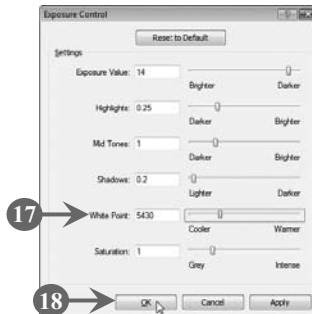 Exposure Control
Reset to Default
Settings
Exposure Value: 14
Brighter Darker
Highlights: 0.25
Darker Brighter
Mid Tones: 1
Darker Brighter
Shadows: 0.2
Lighter Darker
17 White Point: 5430
Cooler Warmer
Saturation: 1
Grey Intense
18 OK Cancel Apply